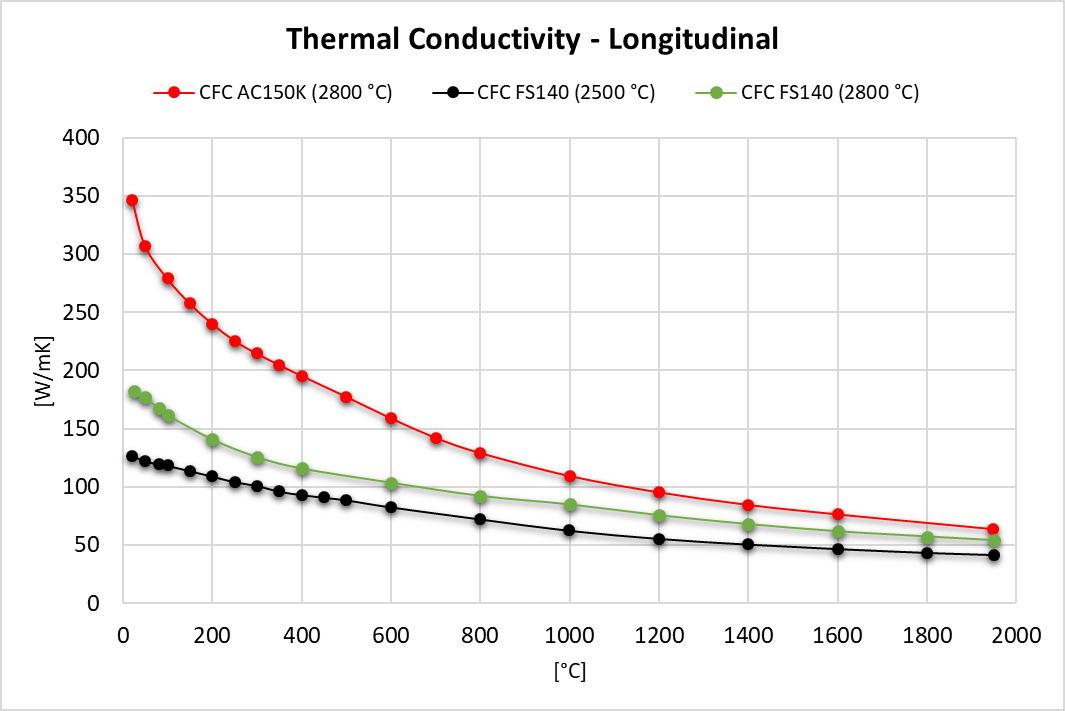 Thermal Conductivity - Longitudinal
CFC AC150K (2800 °C) CFC FS140 (2500 °C) CFC FS140 (2800 °C)
400
350
300
250
200
150
100
50
0
[W/mK]
0 200 400 600 800 1000 1200 1400 1600 1800 2000
[°C]